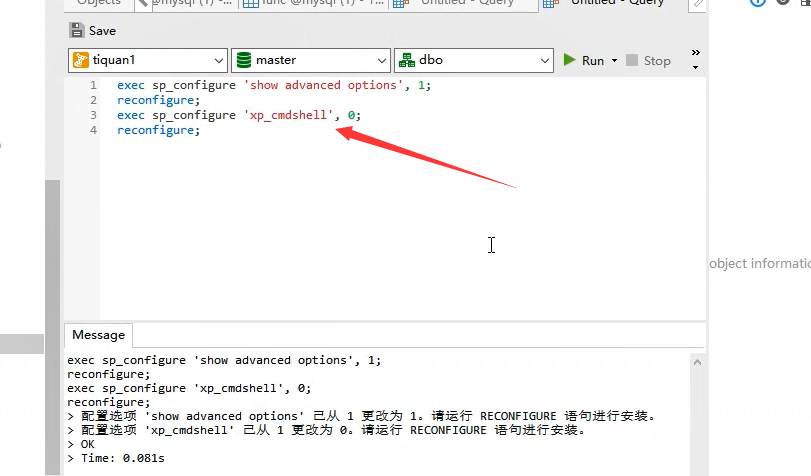 Objects
@mysql (1) -...
func @mysql (1) - T...
Untitled - Query
Untitled - Query
Save
tiquan1
master
dbo
Run
Stop
1 exec sp_configure 'show advanced options', 1;
2 reconfigure;
3 exec sp_configure 'xp_cmdshell', 0;
4 reconfigure;
object informatio
Message
exec sp_configure 'show advanced options', 1;
reconfigure;
exec sp_configure 'xp_cmdshell', 0;
reconfigure;
> 配置选项 'show advanced options' 已从 1 更改为 1。请运行 RECONFIGURE 语句进行安装。
> 配置选项 'xp_cmdshell' 已从 1 更改为 0。请运行 RECONFIGURE 语句进行安装。
> OK
> Time: 0.081s